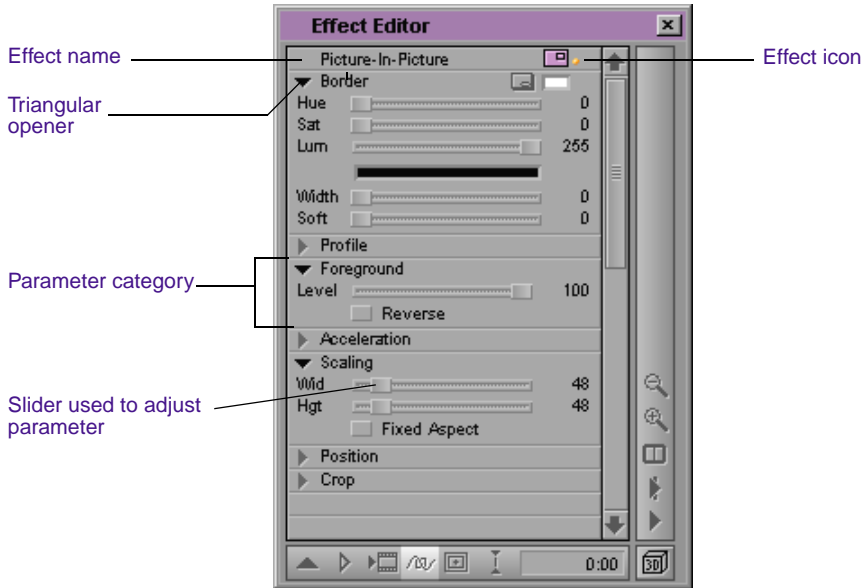 Effect Editor
Effect name
Picture-In-Picture
Effect icon
Border
Triangular
opener
Hue 0
Sat 0
Lum 255
Width 0
Soft 0
Profile
Parameter category
Foreground
Level 100
Reverse
Acceleration
Scaling
Wid 48
Slider used to adjust
parameter
Hgt 48
Fixed Aspect
Position
Crop
0:00
3D